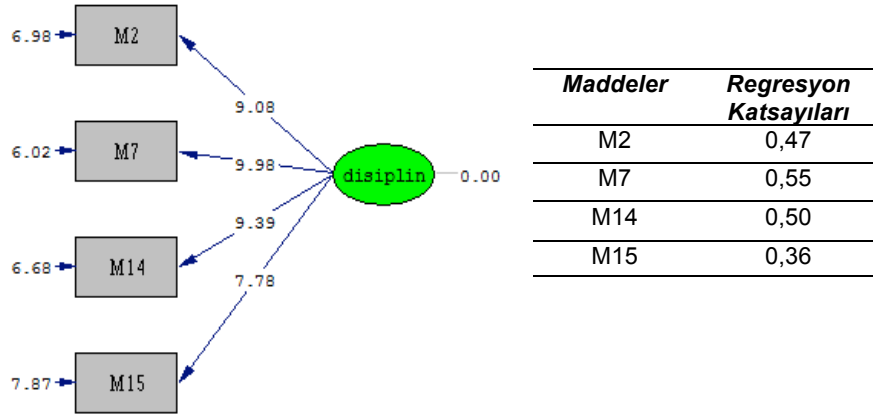 6.98
M2
9.08
6.02
M7
9.98
disiplin
0.00
9.39
6.68
M14
7.78
7.87
M15
Maddeler Regresyon
Katsayıları
M2 0,47
M7 0,55
M14 0,50
M15 0,36